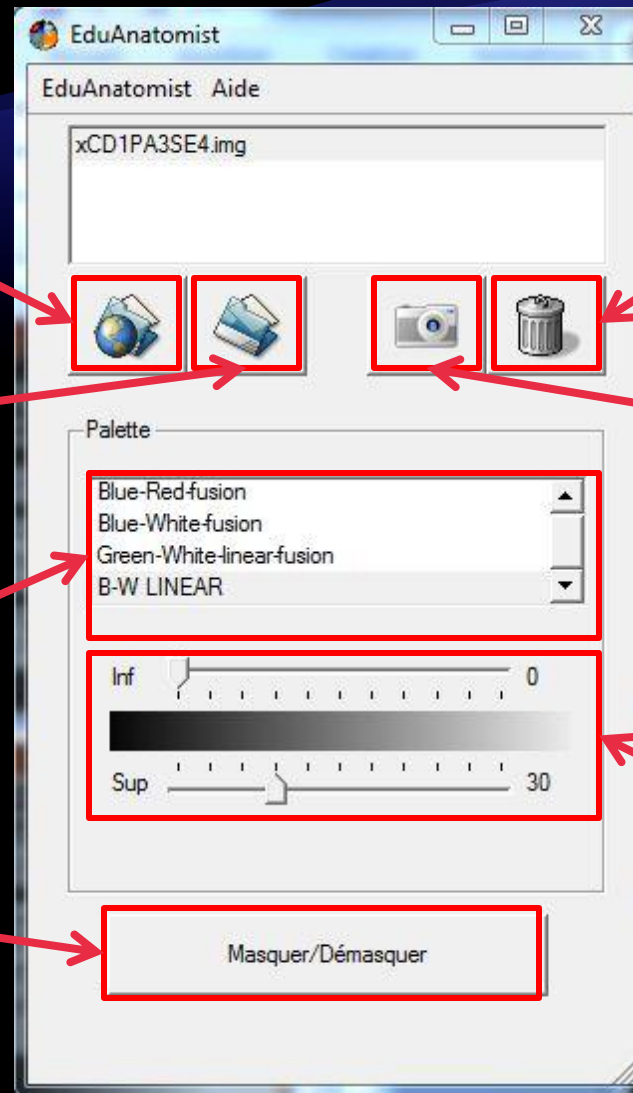 EduAnatomist
EduAnatomist Aide
xCD1PA3SE4.img
Palette
Blue-Red-fusion
Blue-White-fusion
Green-White-linear-fusion
B-W LINEAR
Inf 0
Sup 30
Masquer/Démasquer